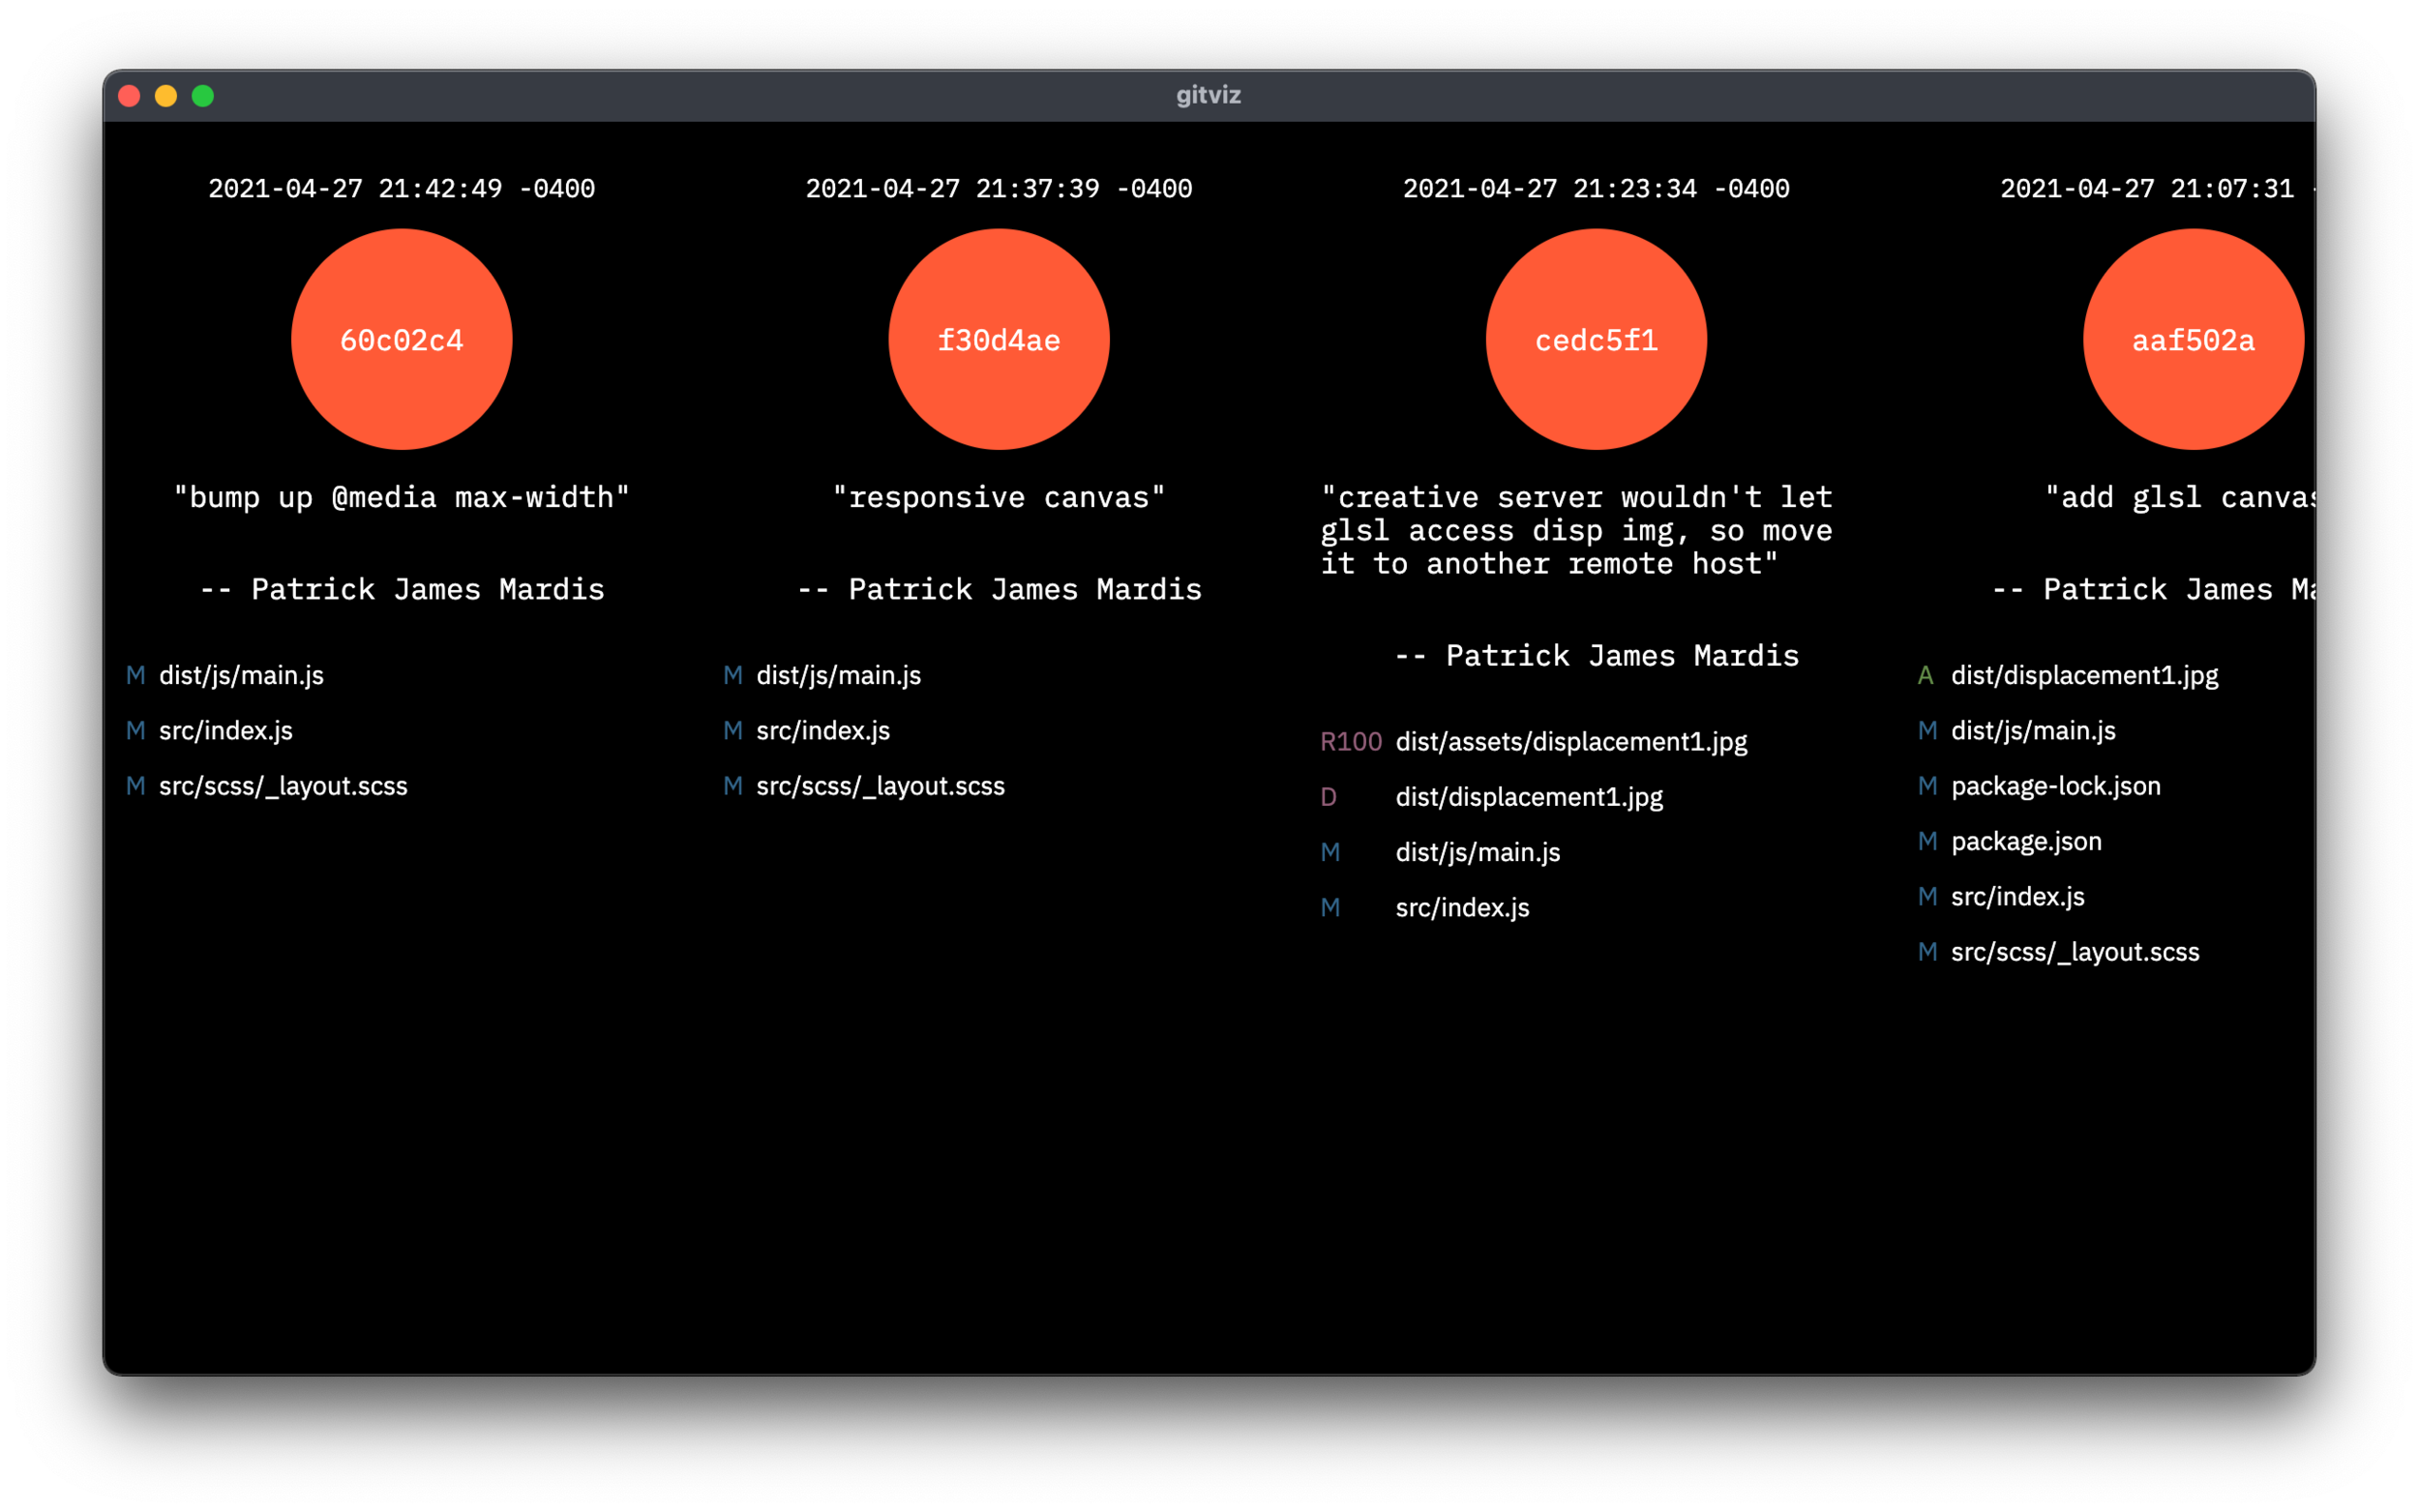 gitviz
2021-04-27 21:42:49 -0400
60c02c4
"bump up @media max-width"
-- Patrick James Mardis
M dist/js/main.js
M src/index.js
M src/scss/_layout.scss
2021-04-27 21:37:39 -0400
f30d4ae
"responsive canvas"
-- Patrick James Mardis
M dist/js/main.js
M src/index.js
M src/scss/_layout.scss
2021-04-27 21:23:34 -0400
cedc5f1
"creative server wouldn't let
glsl access disp img, so move
it to another remote host"
-- Patrick James Mardis
R100 dist/assets/displacement1.jpg
D dist/displacement1.jpg
M dist/js/main.js
M src/index.js
2021-04-27 21:07:31
aaf502a
"add glsl canvas
-- Patrick James Ma
A dist/displacement1.jpg
M dist/js/main.js
M package-lock.json
M package.json
M src/index.js
M src/scss/_layout.scss